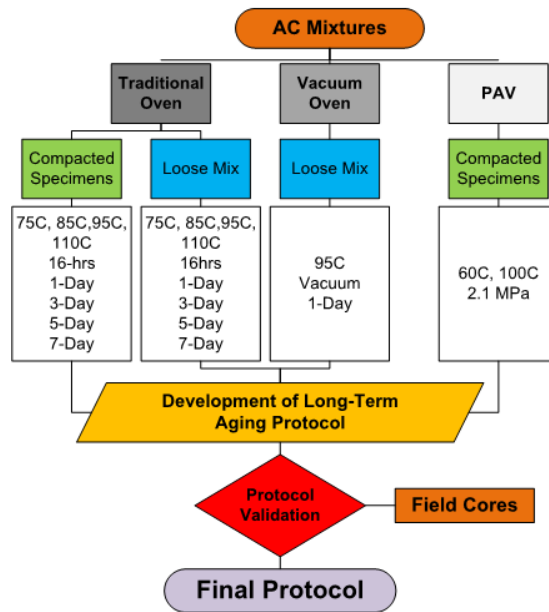 AC Mixtures
Traditional
Oven
Vacuum
Oven
PAV
Compacted
Specimens
Loose Mix
Loose Mix
Compacted
Specimens
75C, 85C,95C,
110C
16-hrs
1-Day
3-Day
5-Day
7-Day
75C, 85C,95C,
110C
16hrs
1-Day
3-Day
5-Day
7-Day
95C
Vacuum
1-Day
60C, 100C
2.1 MPa
Development of Long-Term
Aging Protocol
Protocol
Validation
Field Cores
Final Protocol